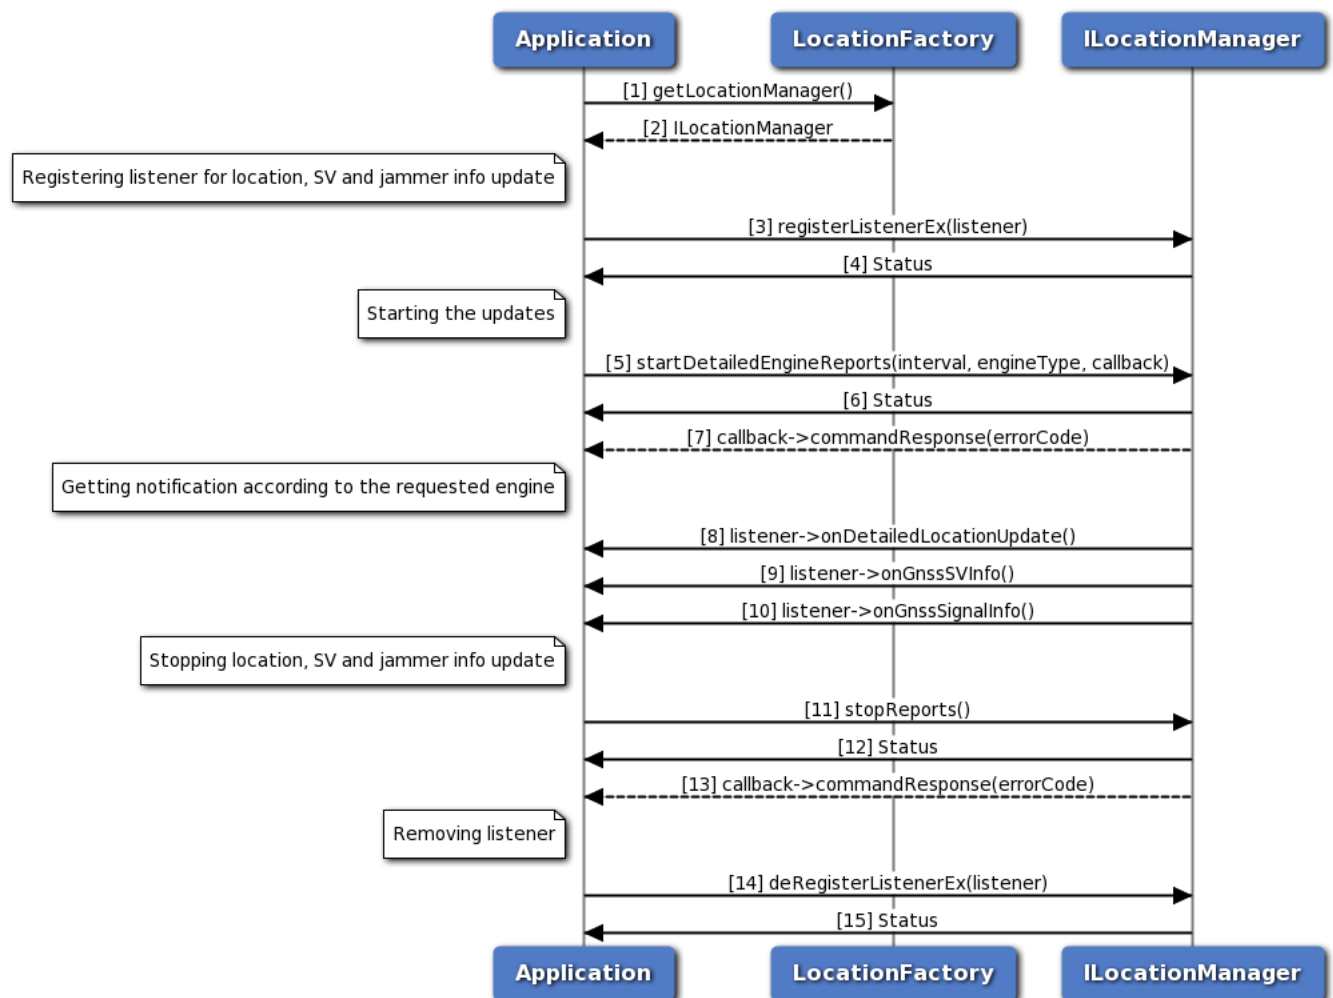 Application LocationFactory ILocationManager
[1] getLocationManager()
[2] ILocationManager
Registering listener for location, SV and jammer info update
[3] registerListenerEx(listener)
[4] Status
Starting the updates
[5] startDetailedEngineReports(interval, engineType, callback)
[6] Status
[7] callback->commandResponse(errorCode)
Getting notification according to the requested engine
[8] listener->onDetailedLocationUpdate()
[9] listener->onGnssSVInfo()
[10] listener->onGnssSignalInfo()
Stopping location, SV and jammer info update
[11] stopReports()
[12] Status
[13] callback->commandResponse(errorCode)
Removing listener
[14] deRegisterListenerEx(listener)
[15] Status
Application LocationFactory ILocationManager